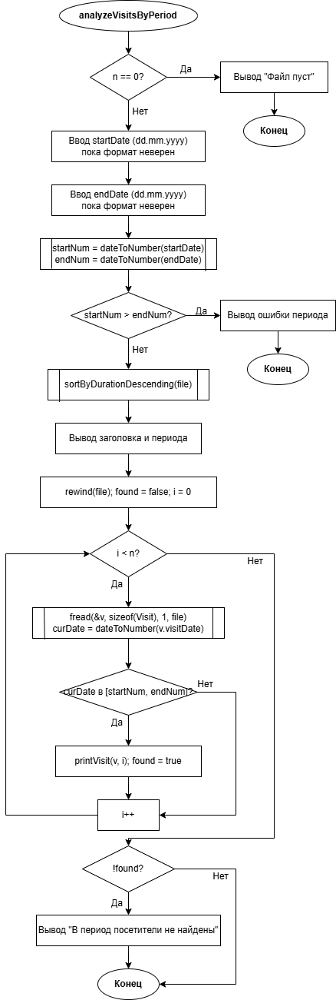 analyzeVisitsByPeriod
n == 0?
Да
Вывод "Файл пуст"
Нет
Конец
Ввод startDate (dd.mm.yyyy)
пока формат неверен
Ввод endDate (dd.mm.yyyy)
пока формат неверен
startNum = dateToNumber(startDate)
endNum = dateToNumber(endDate)
startNum > endNum?
Да
Вывод ошибки периода
Нет
Конец
sortByDurationDescending(file)
Вывод заголовка и периода
rewind(file); found = false; i = 0
i < n?
Нет
Да
fread(&v, sizeof(Visit), 1, file)
curDate = dateToNumber(v.visitDate)
curDate в [startNum, endNum]?
Нет
Да
printVisit(v, i); found = true
i++
!found?
Нет
Да
Вывод "В период посетители не найдены"
Конец